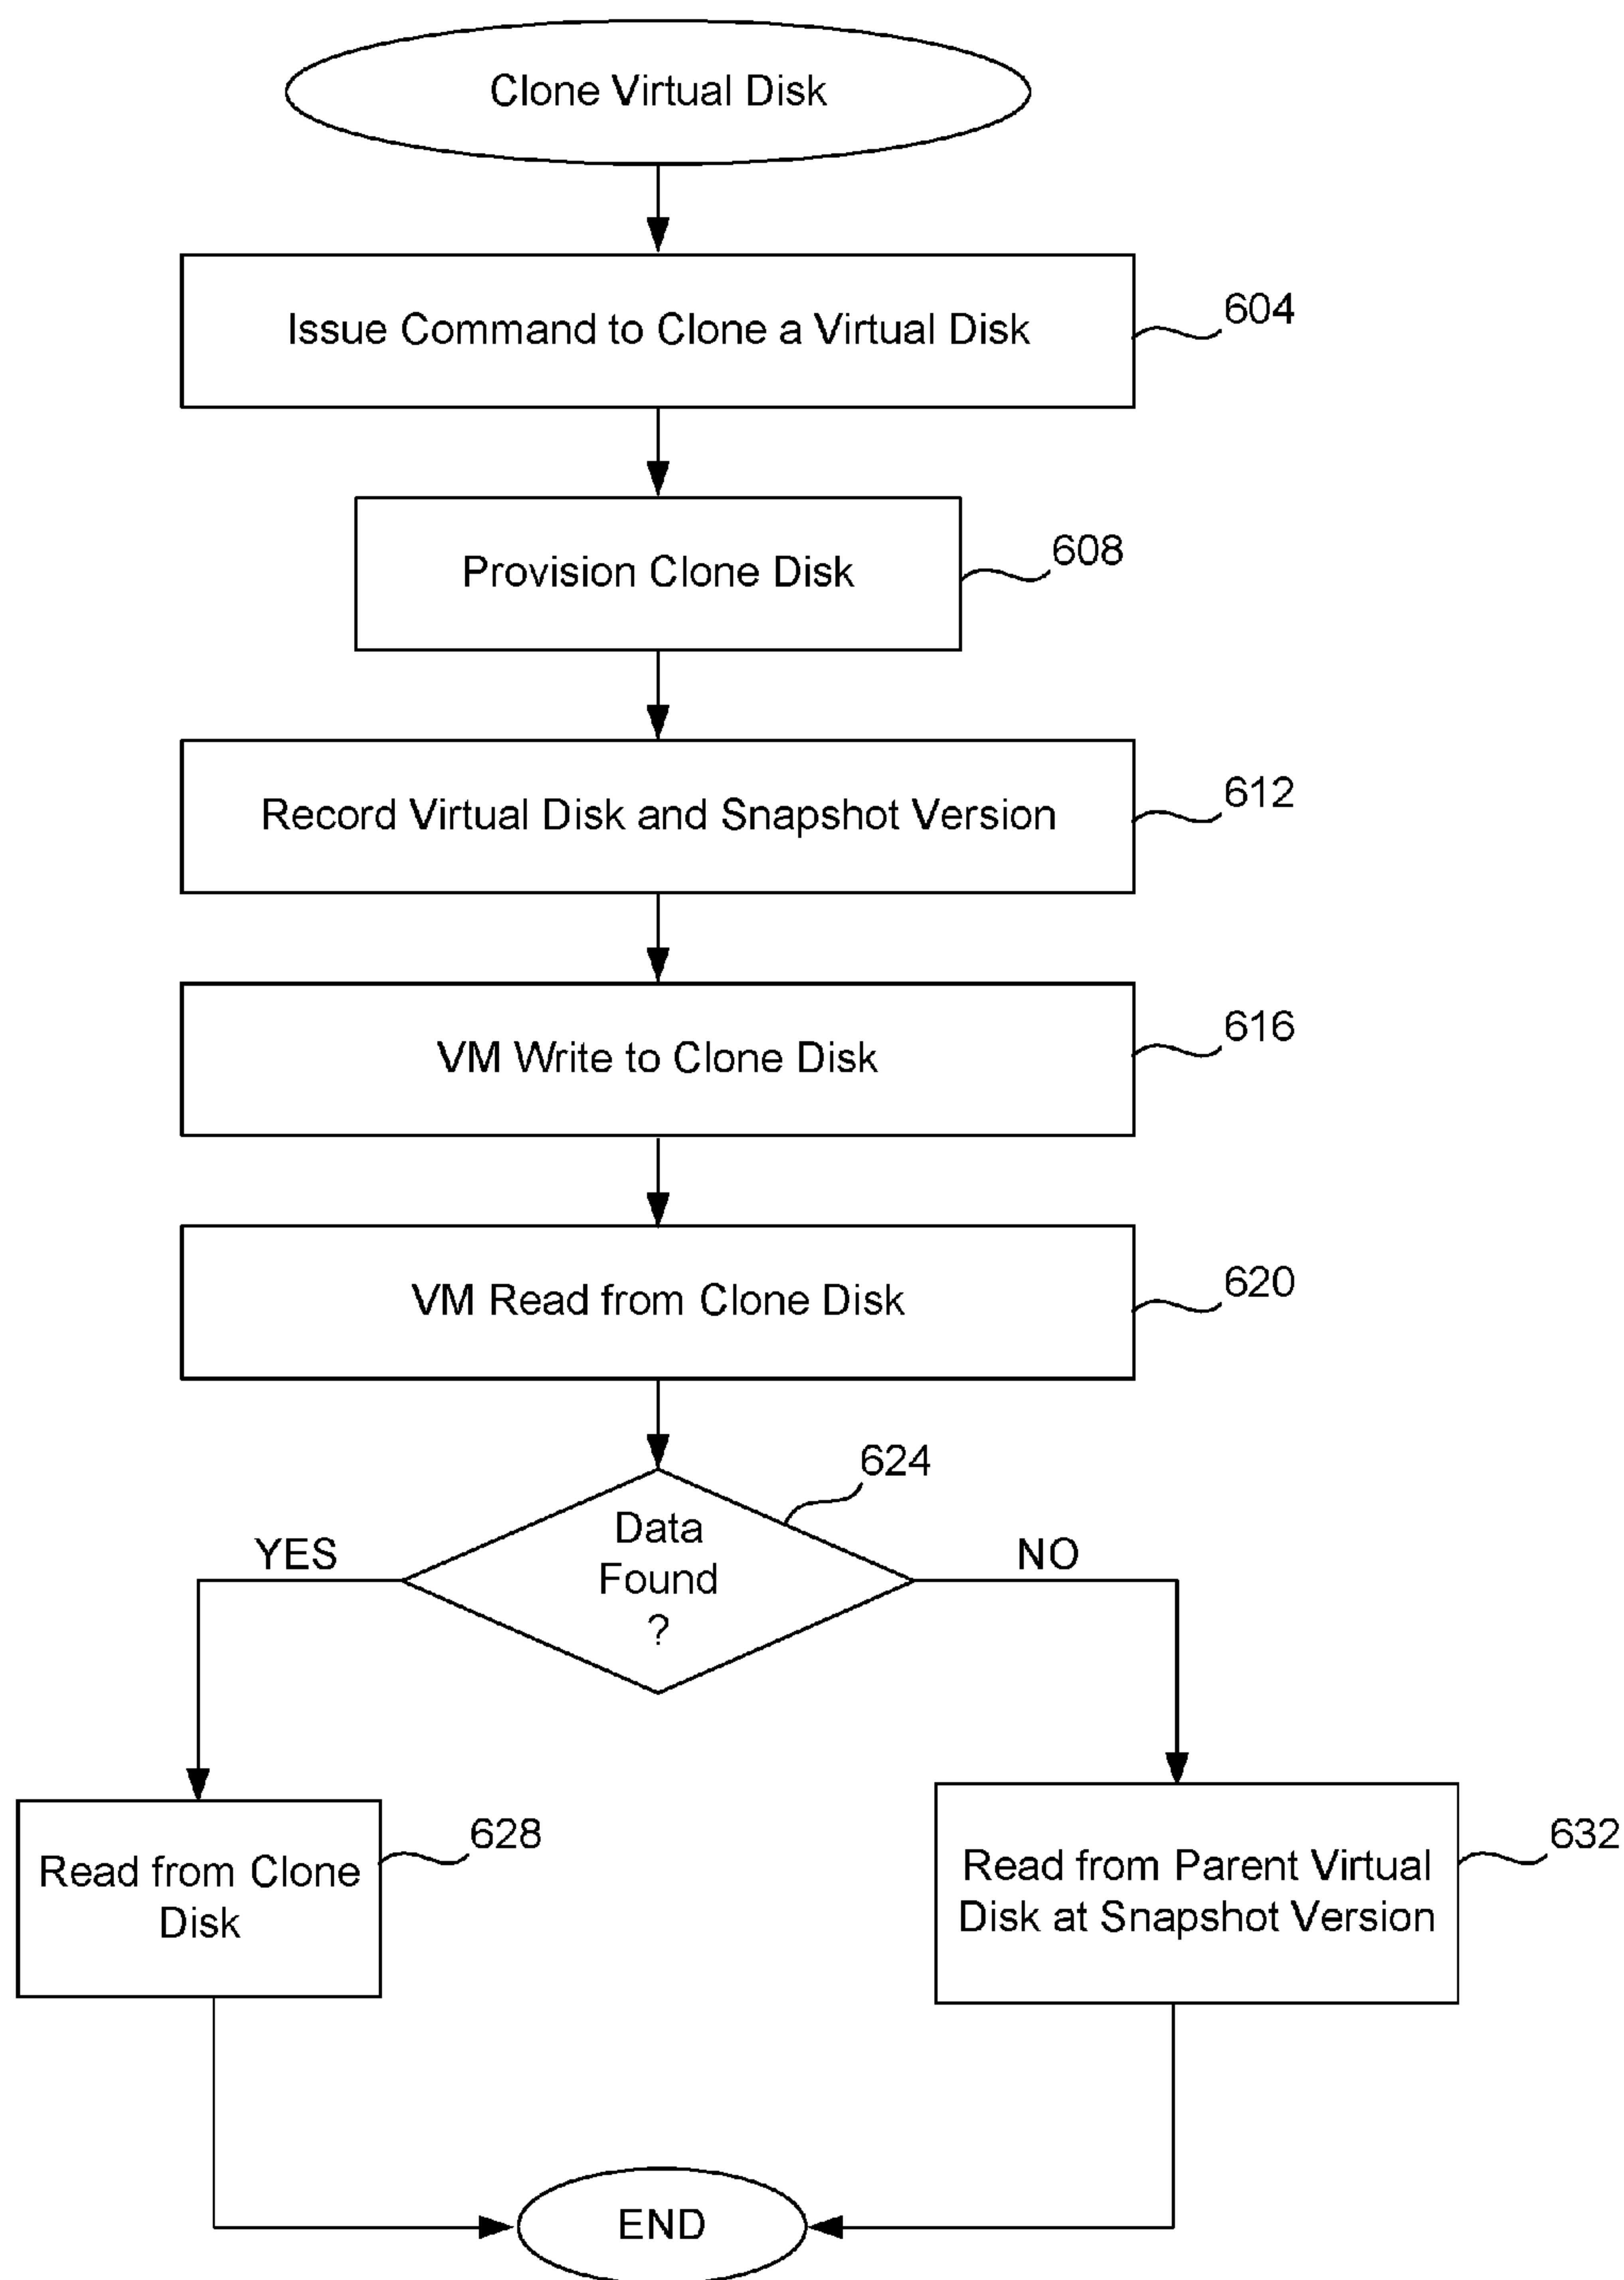 Clone Virtual Disk
Issue Command to Clone a Virtual Disk
604
Provision Clone Disk
608
Record Virtual Disk and Snapshot Version
612
VM Write to Clone Disk
616
VM Read from Clone Disk
620
624
Data
Found
?
YES
NO
Read from Clone
Disk
628
Read from Parent Virtual
Disk at Snapshot Version
632
END